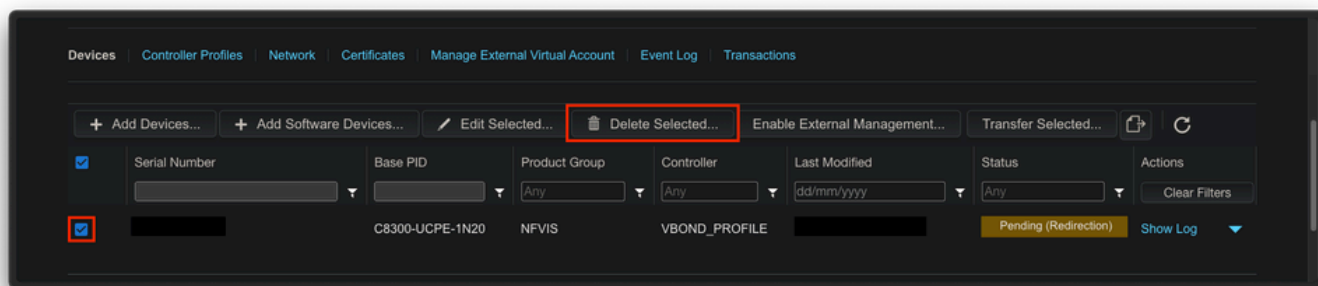 Devices Controller Profiles Network Certificates Manage External Virtual Account Event Log Transactions
+ Add Devices... + Add Software Devices... Edit Selected... Delete Selected... Enable External Management... Transfer Selected...
Serial Number Base PID Product Group Controller Last Modified Status Actions
Any Any dd/mm/yyyy Any Clear Filters
C8300-UCPE-1N20 NFVIS VBOND_PROFILE Pending (Redirection) Show Log